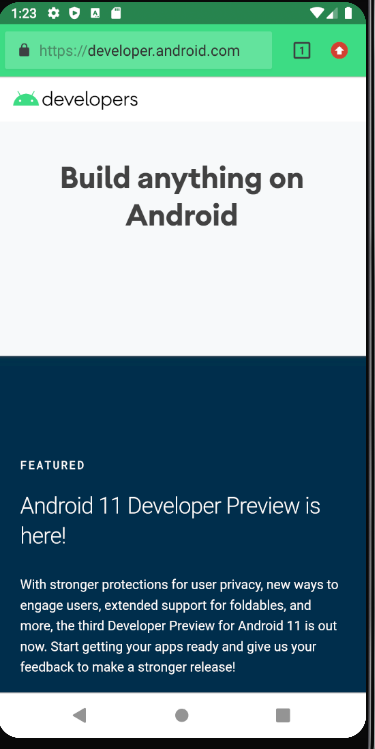 1:23
https://developer.android.com
1
developers
Build anything on
Android
FEATURED
Android 11 Developer Preview is
here!
With stronger protections for user privacy, new ways to
engage users, extended support for foldables, and
more, the third Developer Preview for Android 11 is out
now. Start getting your apps ready and give us your
feedback to make a stronger release!